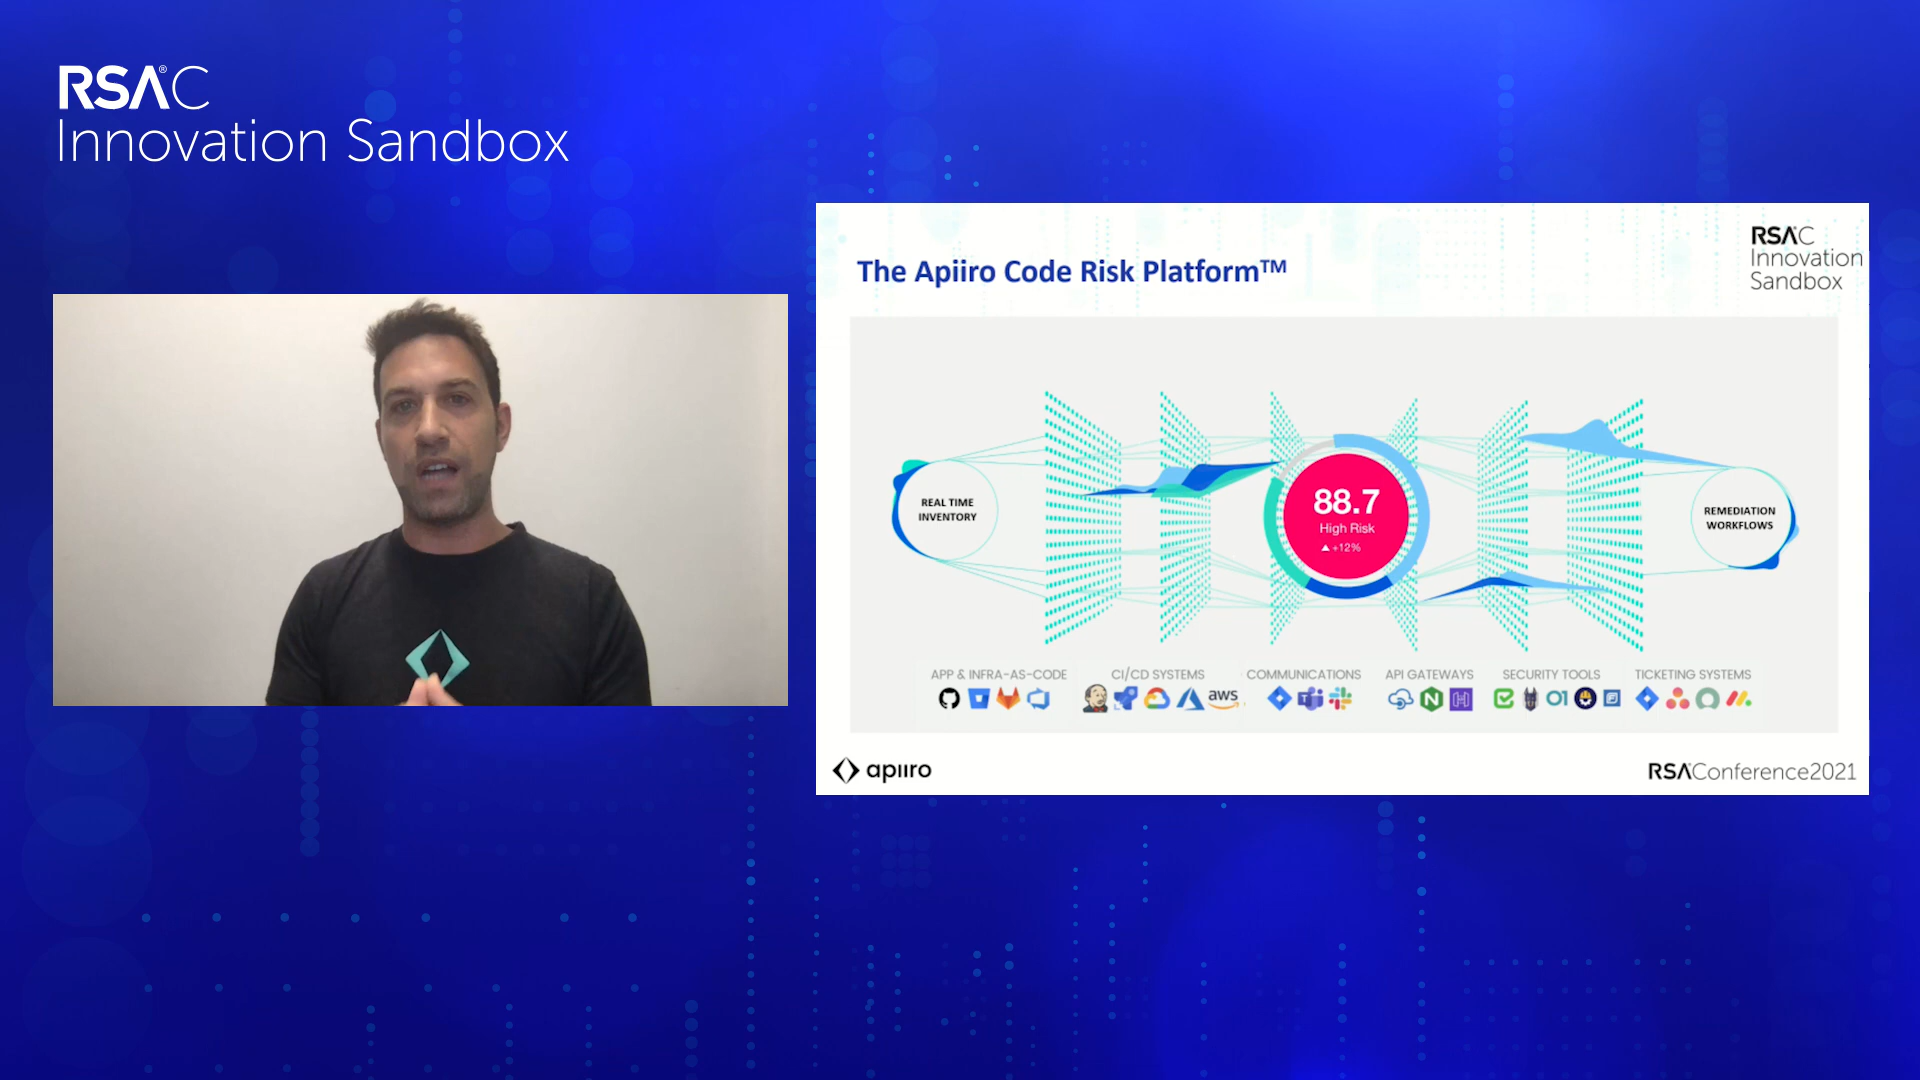 RSA®C
Innovation Sandbox
The Apiiro Code Risk Platform™
RSAC
Innovation
Sandbox
REAL TIME
INVENTORY
88.7
High Risk
▲ +12%
REMEDIATION
WORKFLOWS
APP & INFRA-AS-CODE
CI/CD SYSTEMS
COMMUNICATIONS
API GATEWAYS
SECURITY TOOLS
TICKETING SYSTEMS
aws
apiiro
RSAConference2021